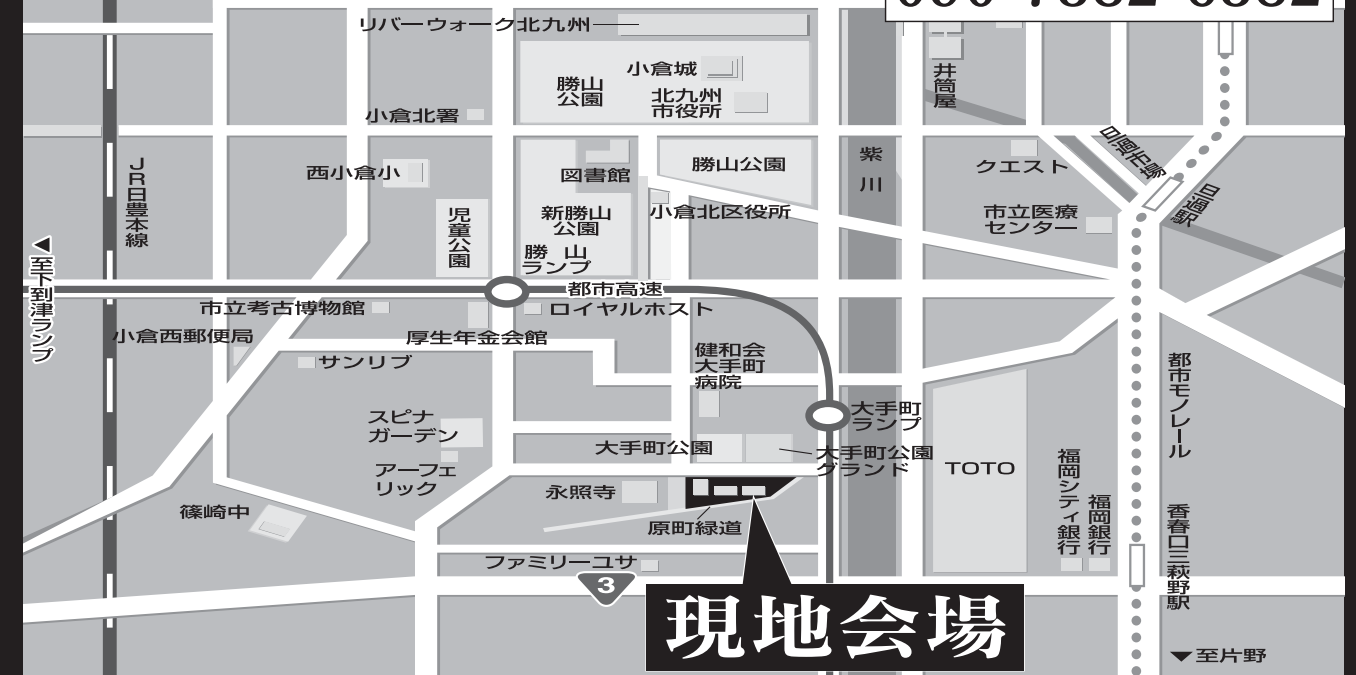 リバーウォーク北九州
小倉城
勝山
公園
北九州
市役所
井筒屋
小倉北署
JR日豊本線
西小倉小
図書館
勝山公園
紫川
クエスト
旦過市場
旦過駅
児童公園
新勝山
公園
小倉北区役所
市立医療
センター
勝山
ランプ
◀至下到津ランプ
都市高速
市立考古博物館
ロイヤルホスト
小倉西郵便局
厚生年金会館
サンリブ
健和会
大手町
病院
都市モノレール
スピナ
ガーデン
大手町
ランプ
大手町公園
大手町公園
グランド
アーフェ
リック
TOTO
福岡シティ銀行
福岡銀行
永照寺
篠崎中
原町緑道
香春口三萩野駅
ファミリーユサ
3
現地会場
▼至片野